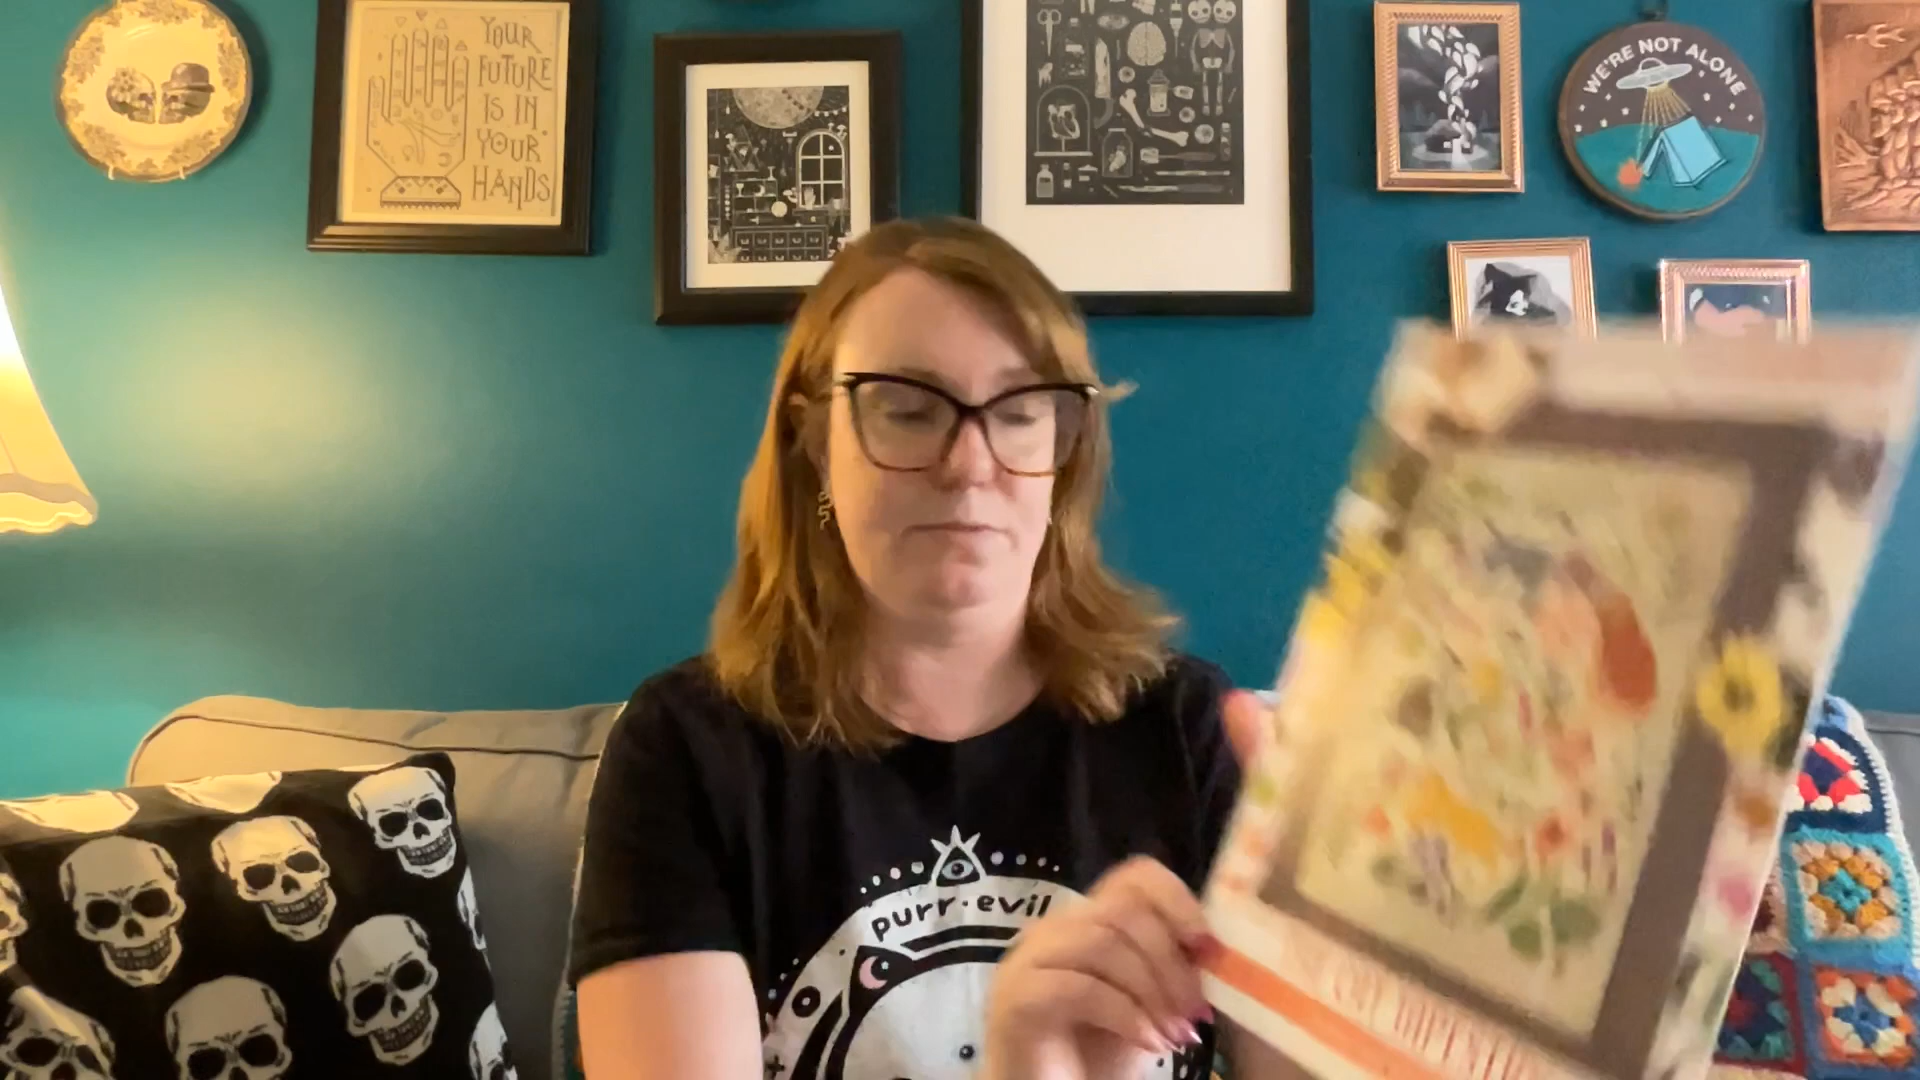 YOUR
FUTURE
IS IN
YOUR
HANDS
WE'RE NOT ALONE
purr·evil